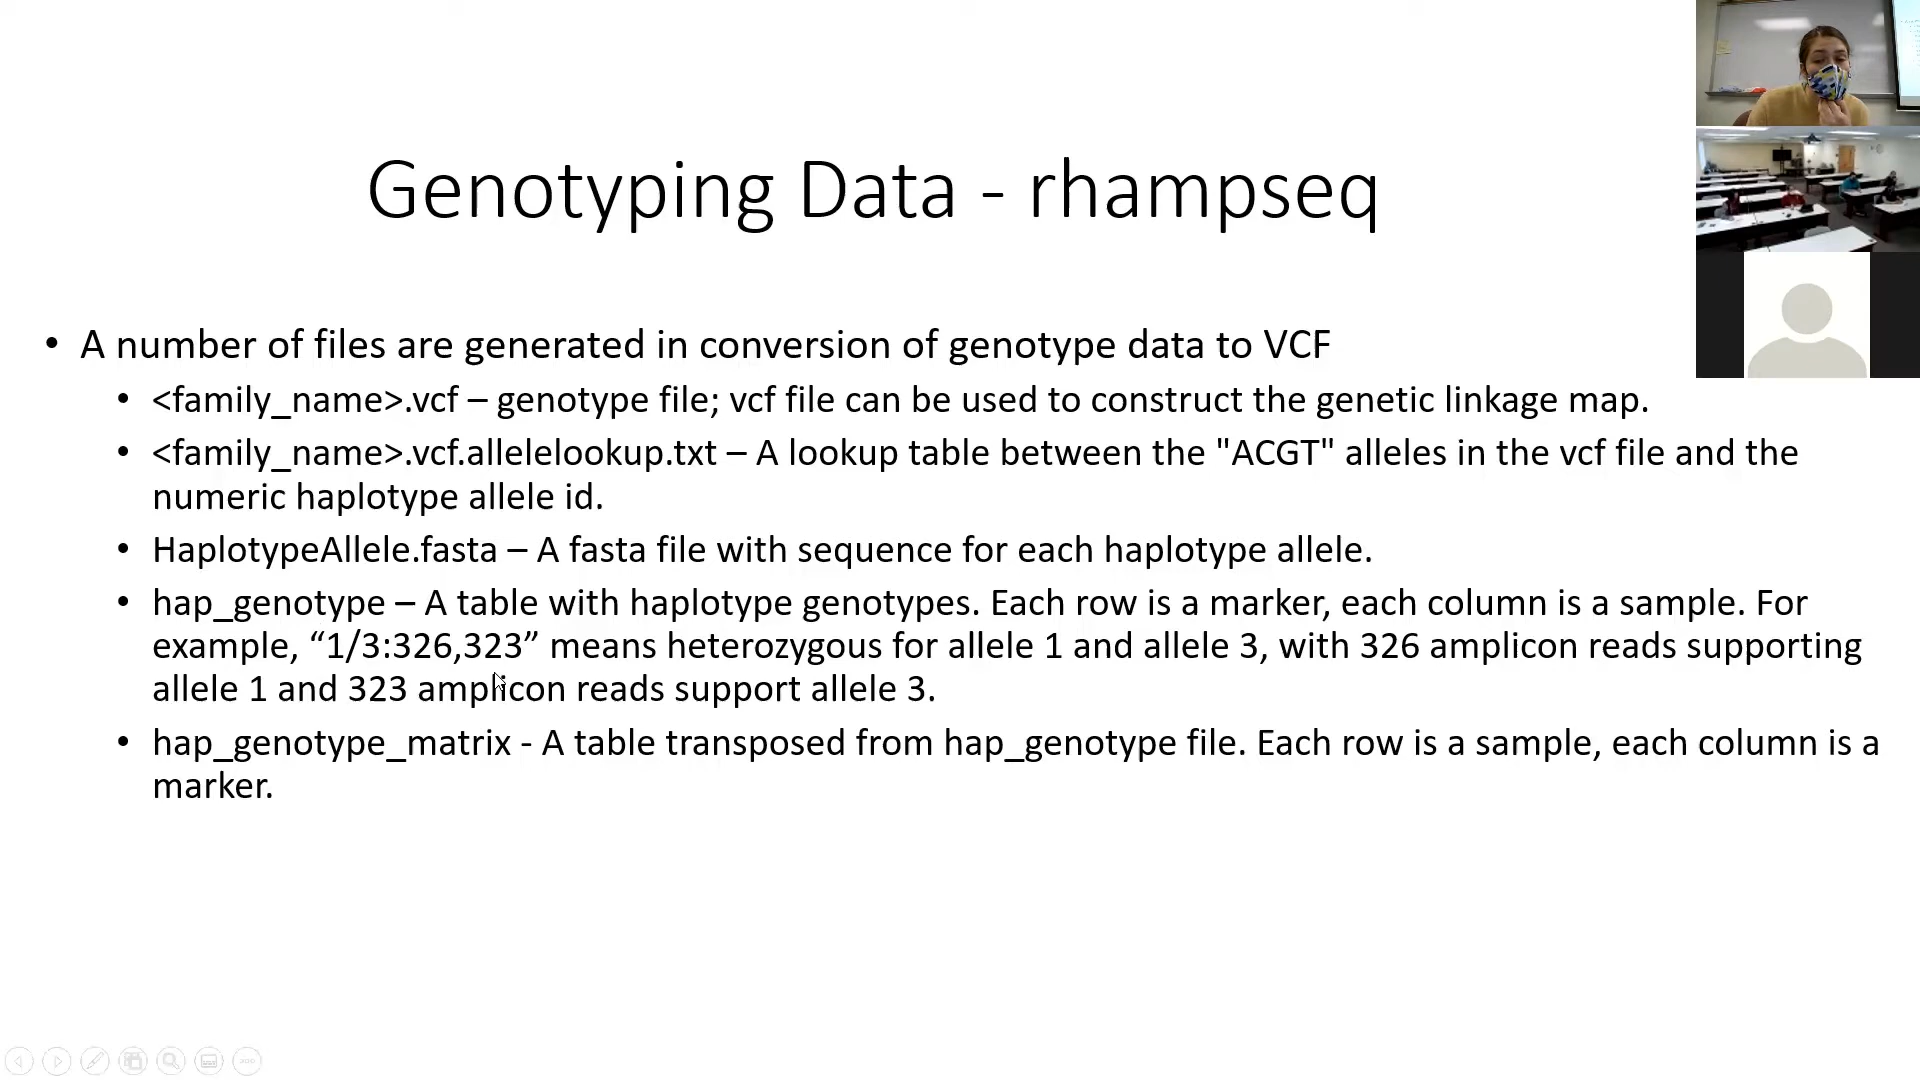 Genotyping Data - rhampseq
• A number of files are generated in conversion of genotype data to VCF
• <family_name>.vcf – genotype file; vcf file can be used to construct the genetic linkage map.
• <family_name>.vcf.allelelookup.txt – A lookup table between the "ACGT" alleles in the vcf file and the
numeric haplotype allele id.
• HaplotypeAllele.fasta – A fasta file with sequence for each haplotype allele.
• hap_genotype – A table with haplotype genotypes. Each row is a marker, each column is a sample. For
example, “1/3:326,323” means heterozygous for allele 1 and allele 3, with 326 amplicon reads supporting
allele 1 and 323 amplicon reads support allele 3.
• hap_genotype_matrix - A table transposed from hap_genotype file. Each row is a sample, each column is a
marker.